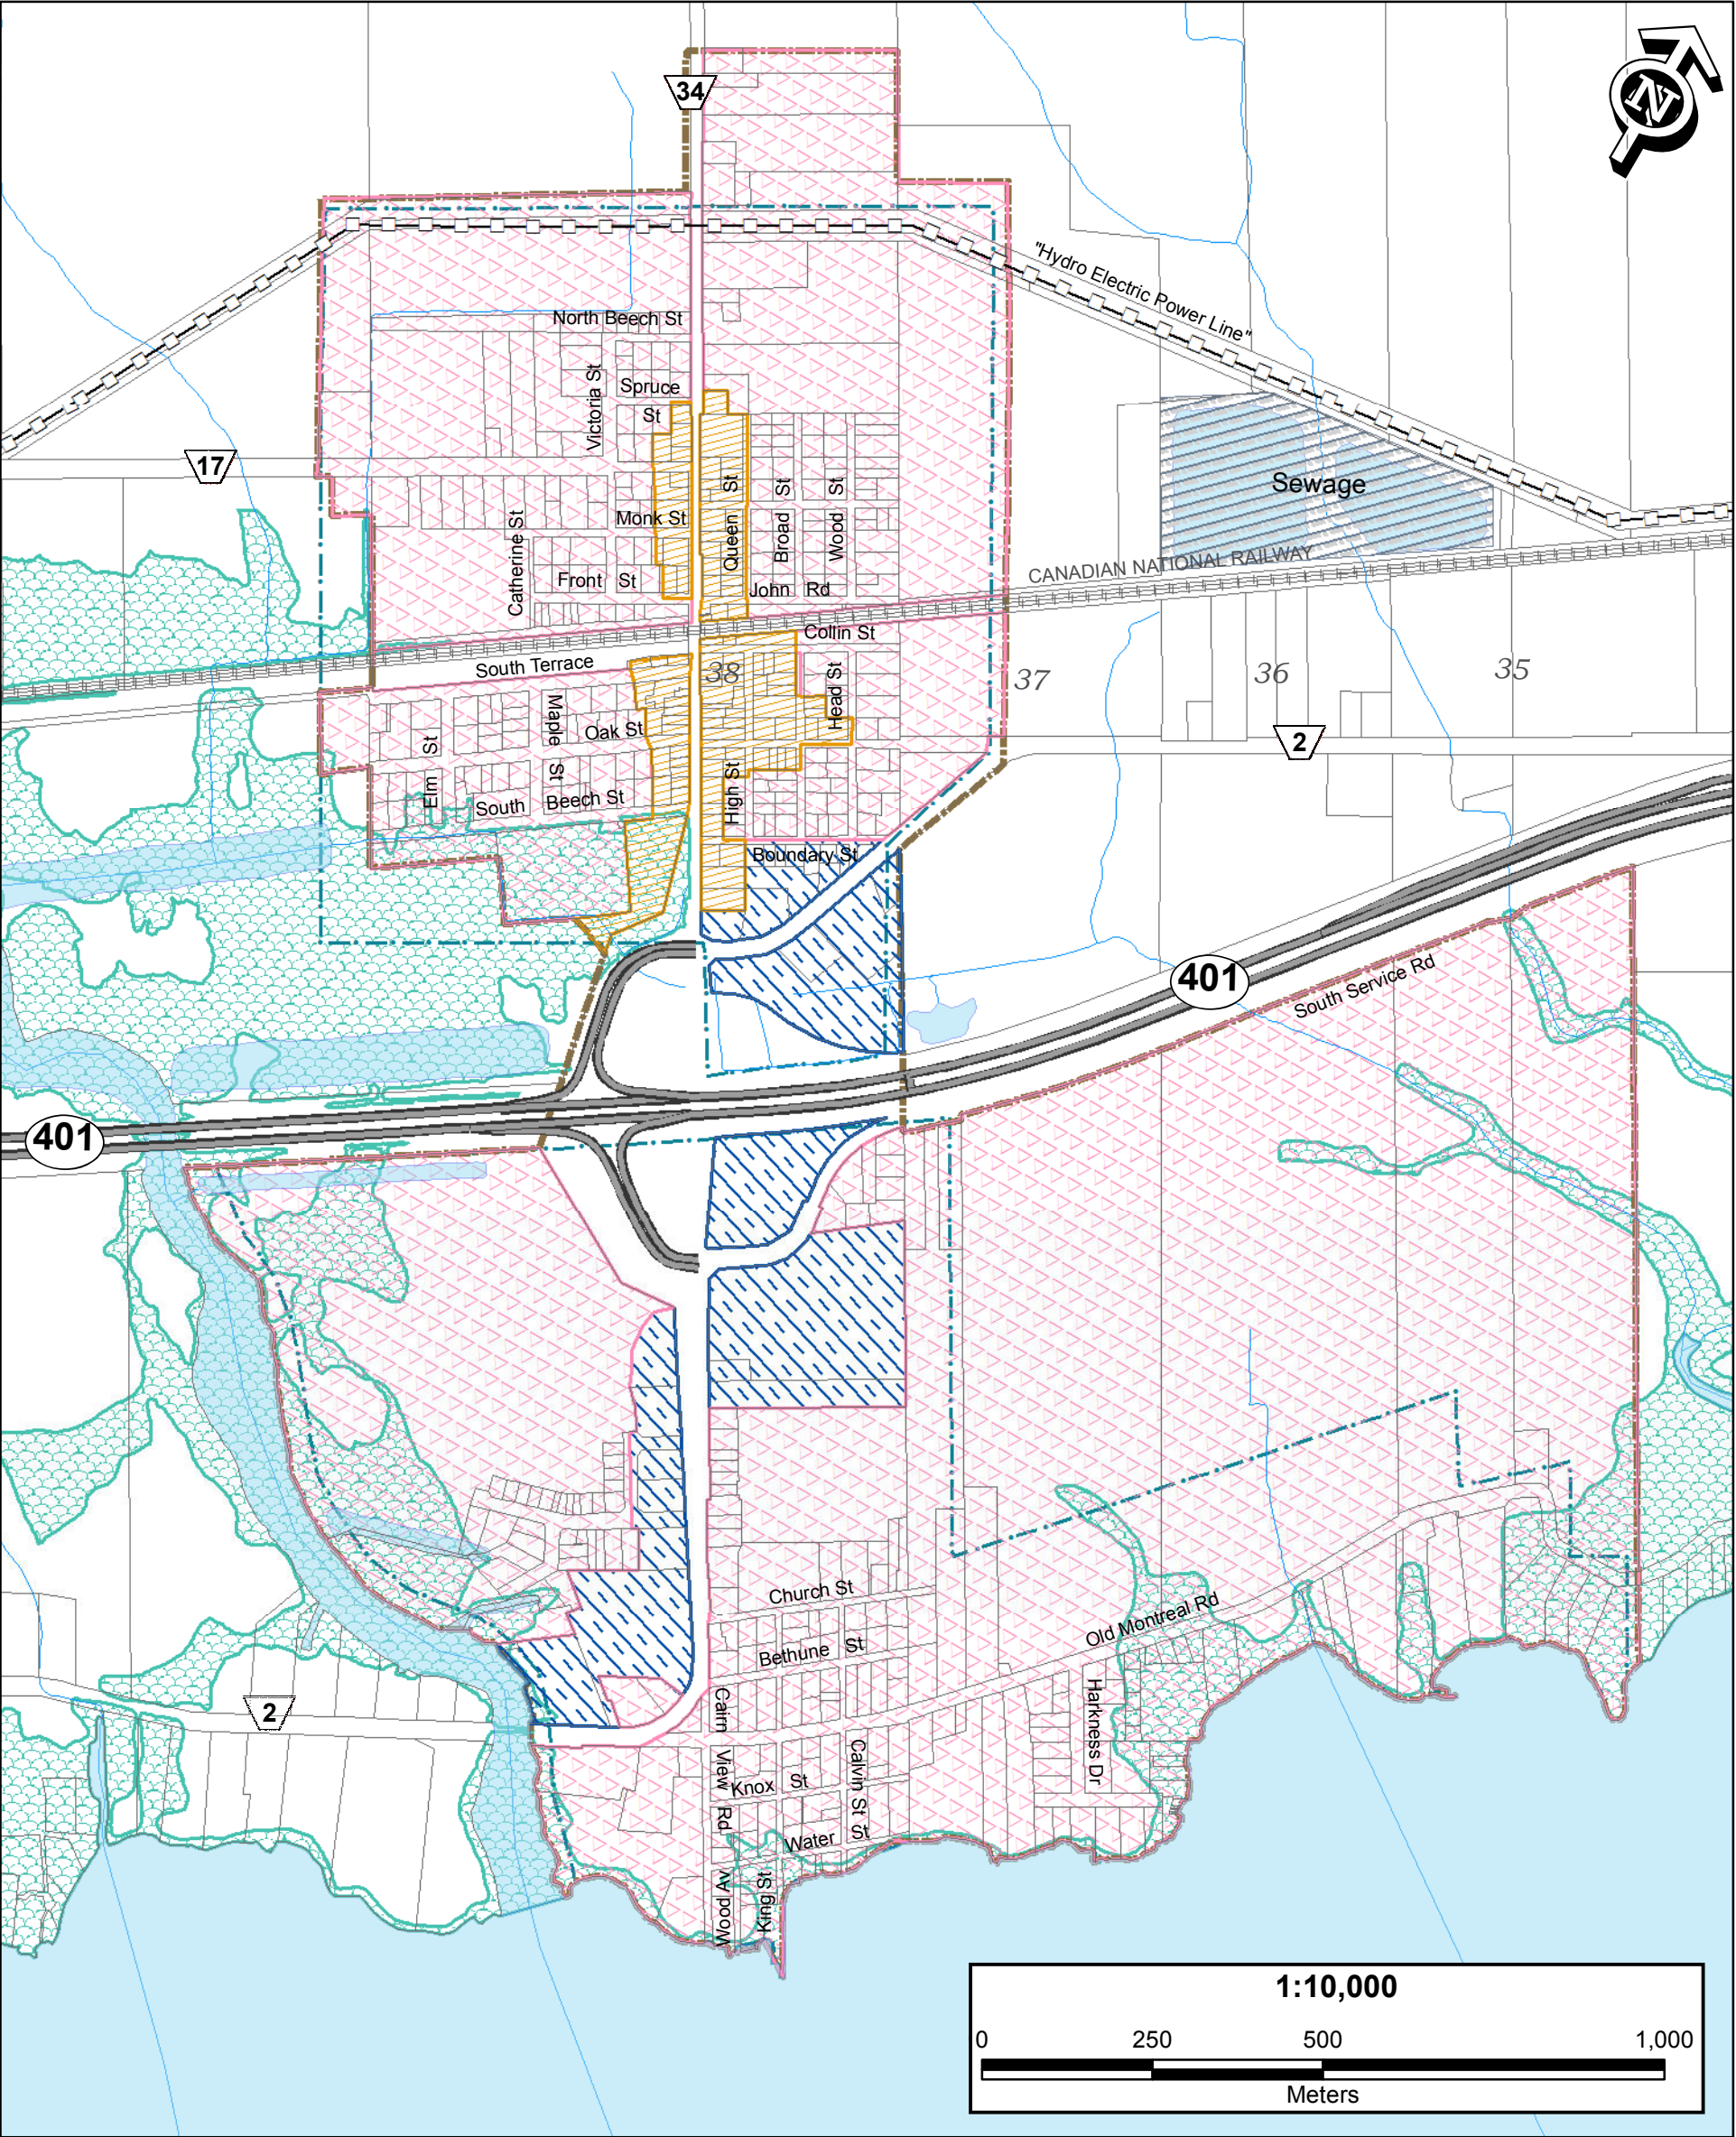 N
34
"Hydro Electric Power Line"
North Beech St
Victoria St
Spruce
St
17
Sewage
Queen St
Broad St
Wood St
Monk St
Catherine St
Front St
John Rd
CANADIAN NATIONAL RAILWAY
Collin St
South Terrace
38
37
36
35
Head St
Maple St
Oak St
Elm St
2
High St
South Beech St
Boundary St
401
South Service Rd
401
Church St
Old Montreal Rd
Bethune St
Harkness Dr
2
Cairn View Rd
Knox St
Calvin St
Water St
Wood Av
King St
1:10,000
0 250 500 1,000
Meters